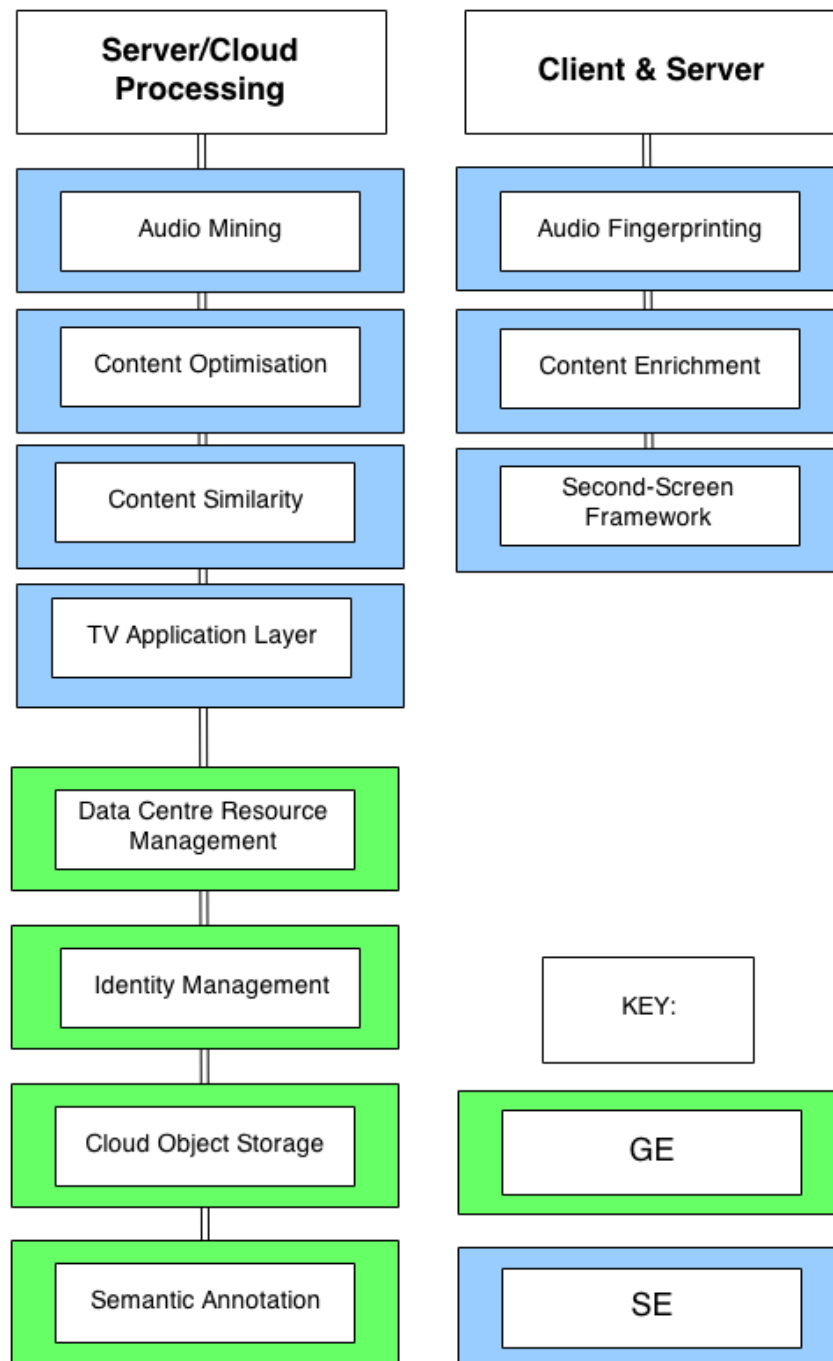 Server/Cloud
Processing
Audio Mining
Content Optimisation
Content Similarity
TV Application Layer
Data Centre Resource
Management
Identity Management
Cloud Object Storage
Semantic Annotation
Client & Server
Audio Fingerprinting
Content Enrichment
Second-Screen
Framework
KEY:
GE
SE